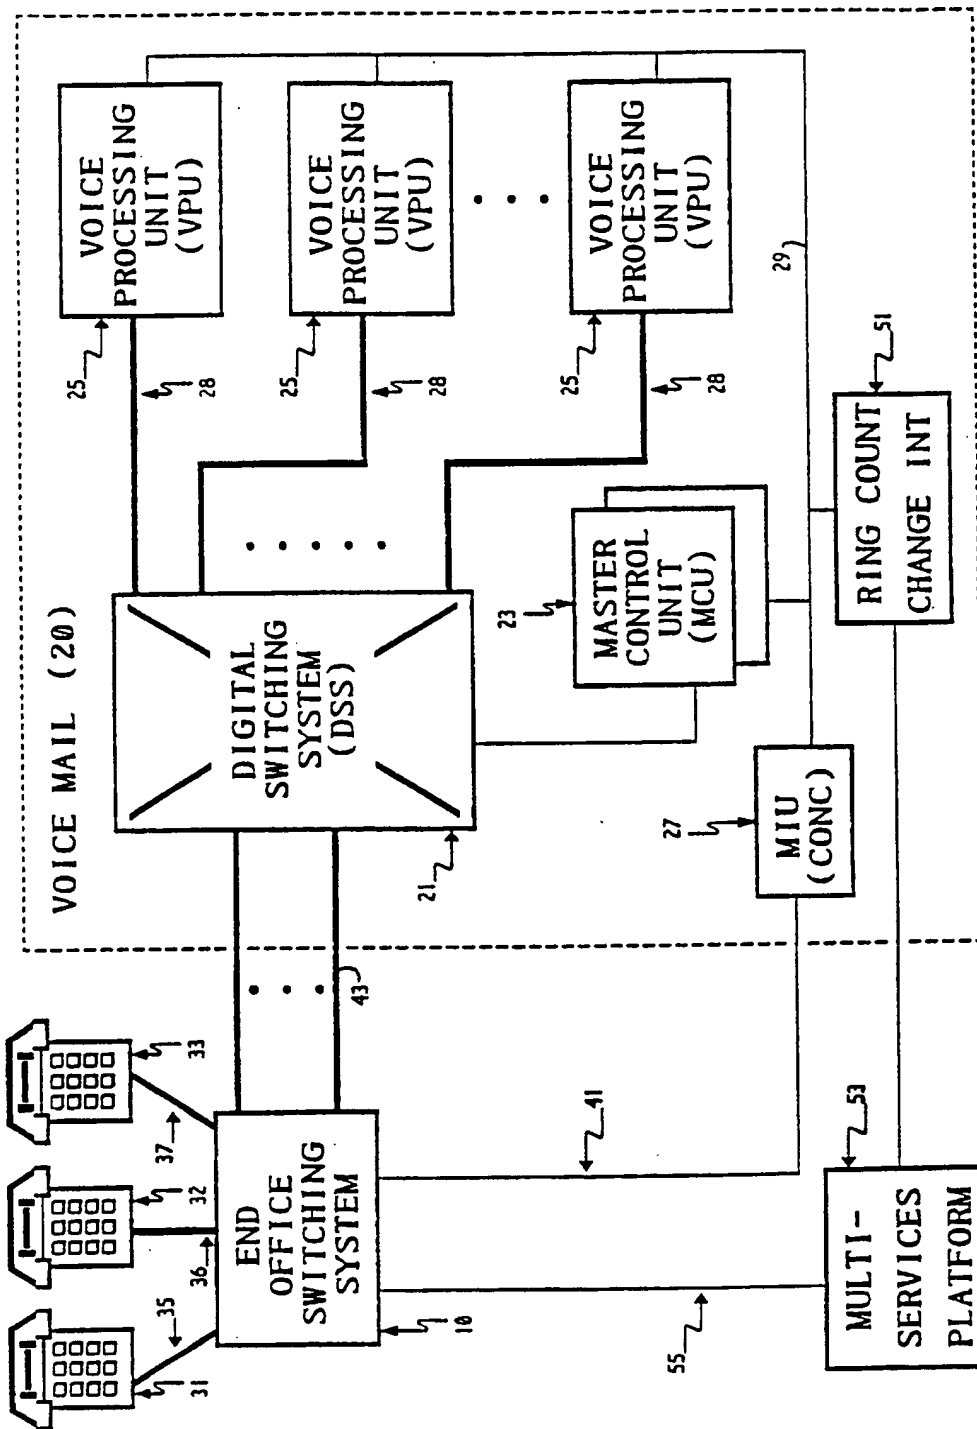 VOICE MAIL (20)
31
32
33
35
36
37
END
OFFICE
SWITCHING
SYSTEM
10
43
41
55
MULTI-
SERVICES
PLATFORM
53
DIGITAL
SWITCHING
SYSTEM
(DSS)
21
VOICE
PROCESSING
UNIT
(VPU)
25
28
VOICE
PROCESSING
UNIT
(VPU)
25
28
VOICE
PROCESSING
UNIT
(VPU)
25
28
MASTER
CONTROL
UNIT
(MCU)
23
MIU
(CONC)
27
29
RING COUNT
CHANGE INT
51